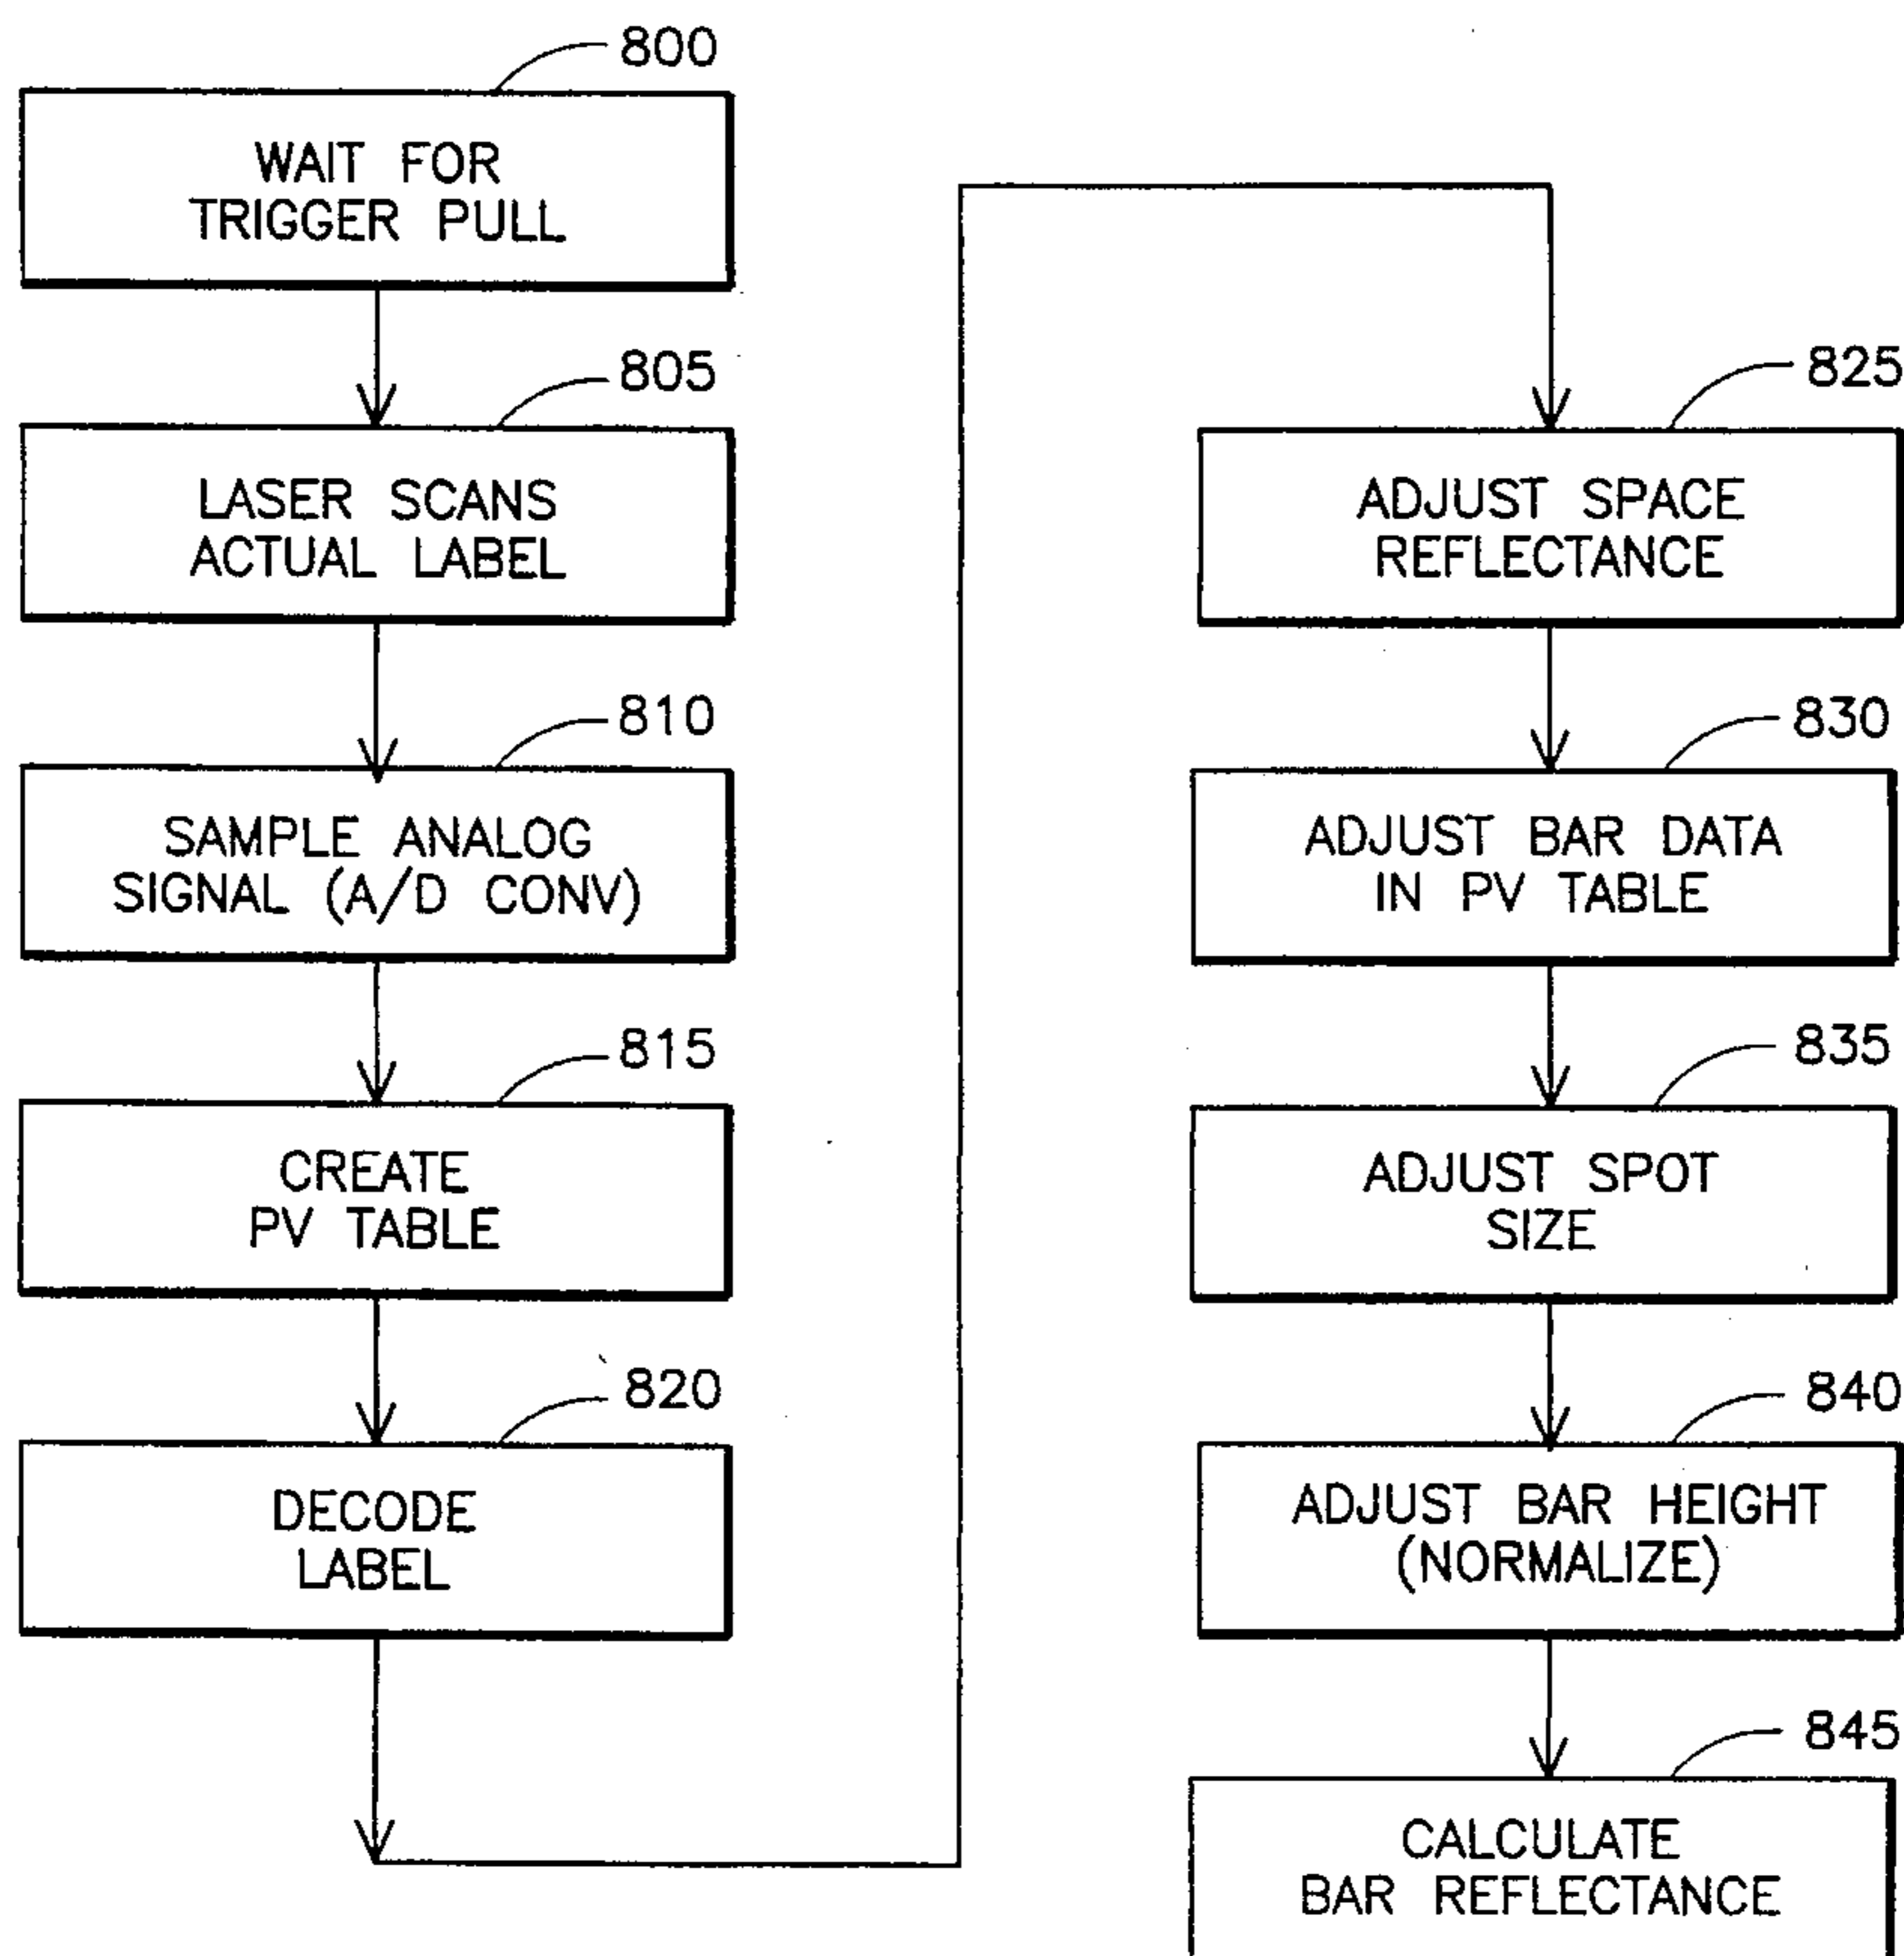 800
WAIT FOR
TRIGGER PULL
805
LASER SCANS
ACTUAL LABEL
810
SAMPLE ANALOG
SIGNAL (A/D CONV)
815
CREATE
PV TABLE
820
DECODE
LABEL
825
ADJUST SPACE
REFLECTANCE
830
ADJUST BAR DATA
IN PV TABLE
835
ADJUST SPOT
SIZE
840
ADJUST BAR HEIGHT
(NORMALIZE)
845
CALCULATE
BAR REFLECTANCE